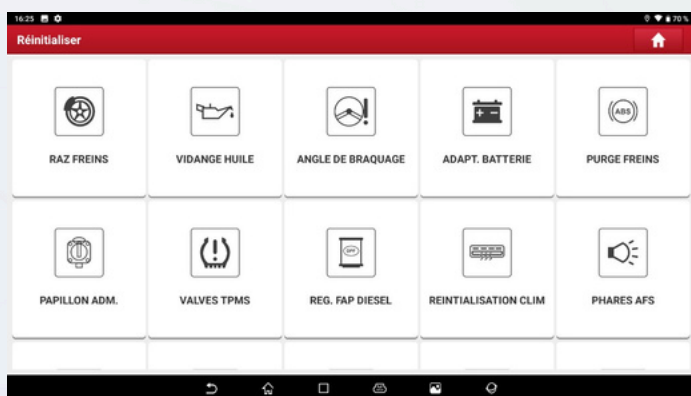 16:25
70 %
Réinitialiser
RAZ FREINS
VIDANGE HUILE
ANGLE DE BRAQUAGE
ADAPT. BATTERIE
PURGE FREINS
PAPILLON ADM.
VALVES TPMS
REG. FAP DIESEL
REINTIALISATION CLIM
PHARES AFS
ABS
DPF